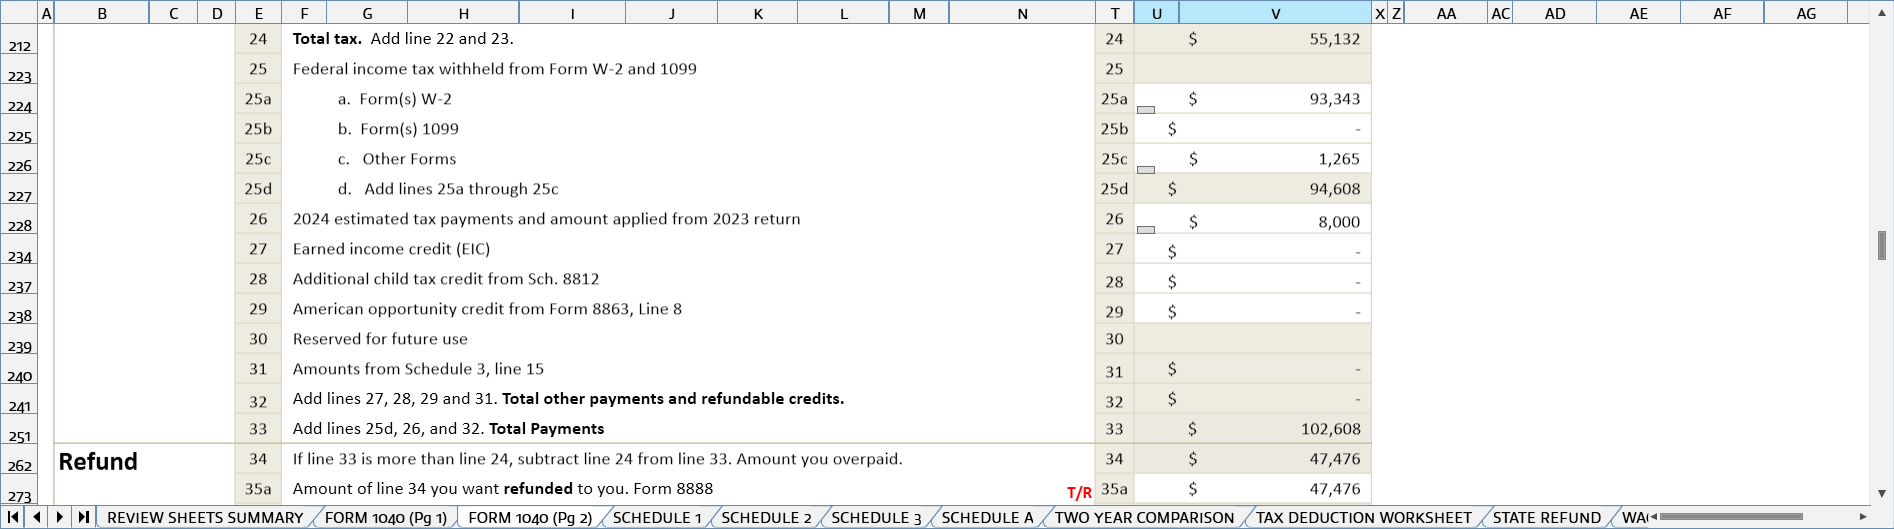 A B C D E F G H I J K L M N T U V X Z AA AC AD AE AF AG
212 24 Total tax. Add line 22 and 23. 24 $ 55,132
223 25 Federal income tax withheld from Form W-2 and 1099 25
224 25a a. Form(s) W-2 25a $ 93,343
225 25b b. Form(s) 1099 25b $ -
226 25c c. Other Forms 25c $ 1,265
227 25d d. Add lines 25a through 25c 25d $ 94,608
228 26 2024 estimated tax payments and amount applied from 2023 return 26 $ 8,000
234 27 Earned income credit (EIC) 27 $ -
237 28 Additional child tax credit from Sch. 8812 28 $ -
238 29 American opportunity credit from Form 8863, Line 8 29 $ -
239 30 Reserved for future use 30
240 31 Amounts from Schedule 3, line 15 31 $ -
241 32 Add lines 27, 28, 29 and 31. Total other payments and refundable credits. 32 $ -
251 33 Add lines 25d, 26, and 32. Total Payments 33 $ 102,608
262 Refund 34 If line 33 is more than line 24, subtract line 24 from line 33. Amount you overpaid. 34 $ 47,476
273 35a Amount of line 34 you want refunded to you. Form 8888 T/R 35a $ 47,476
REVIEW SHEETS SUMMARY FORM 1040 (Pg 1) FORM 1040 (Pg 2) SCHEDULE 1 SCHEDULE 2 SCHEDULE 3 SCHEDULE A TWO YEAR COMPARISON TAX DEDUCTION WORKSHEET STATE REFUND WA